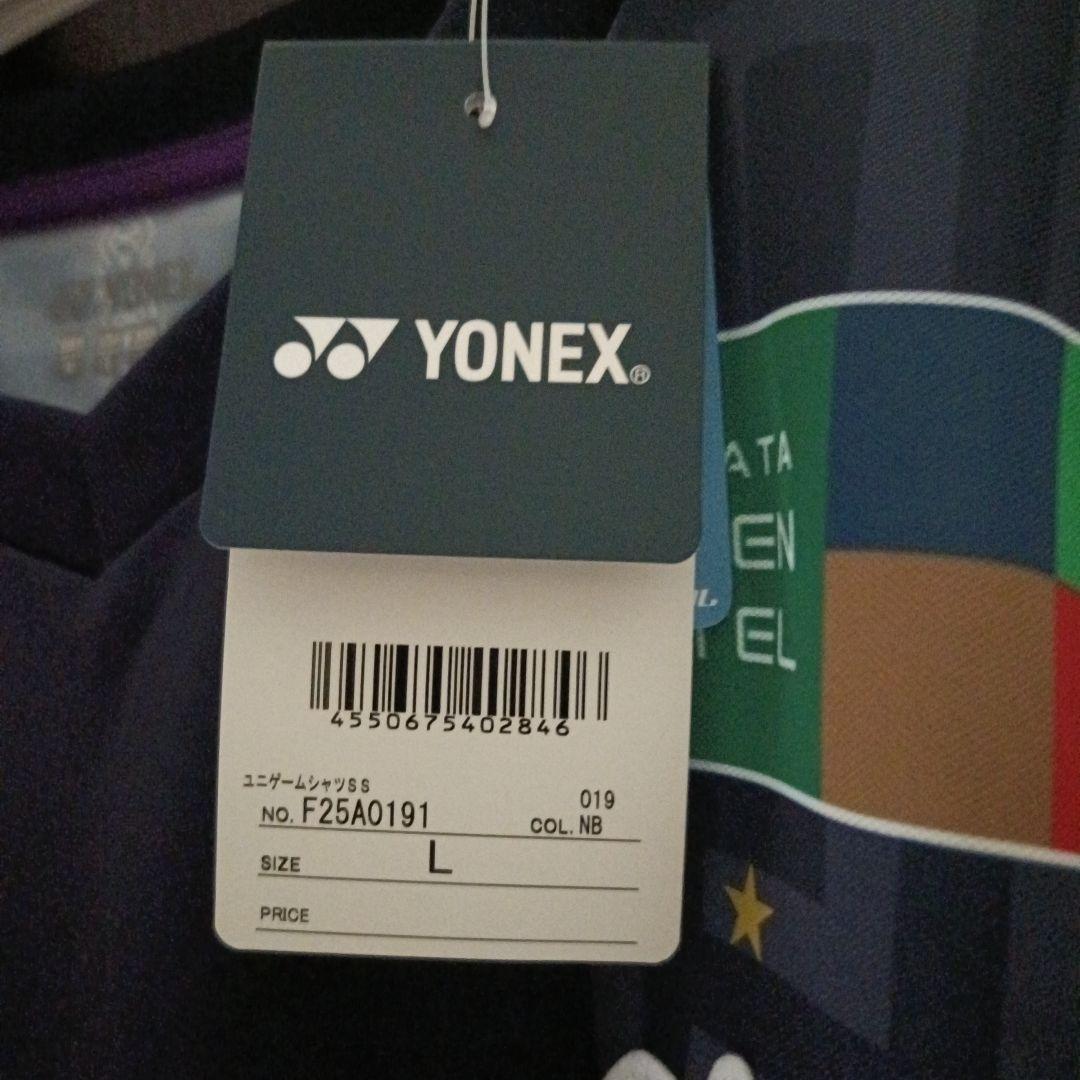 YONEX®
ATA
EN
EL
4550675402846
ユニゲームシャツSS
019
NO. F25A0191
COL. NB
SIZE L
PRICE